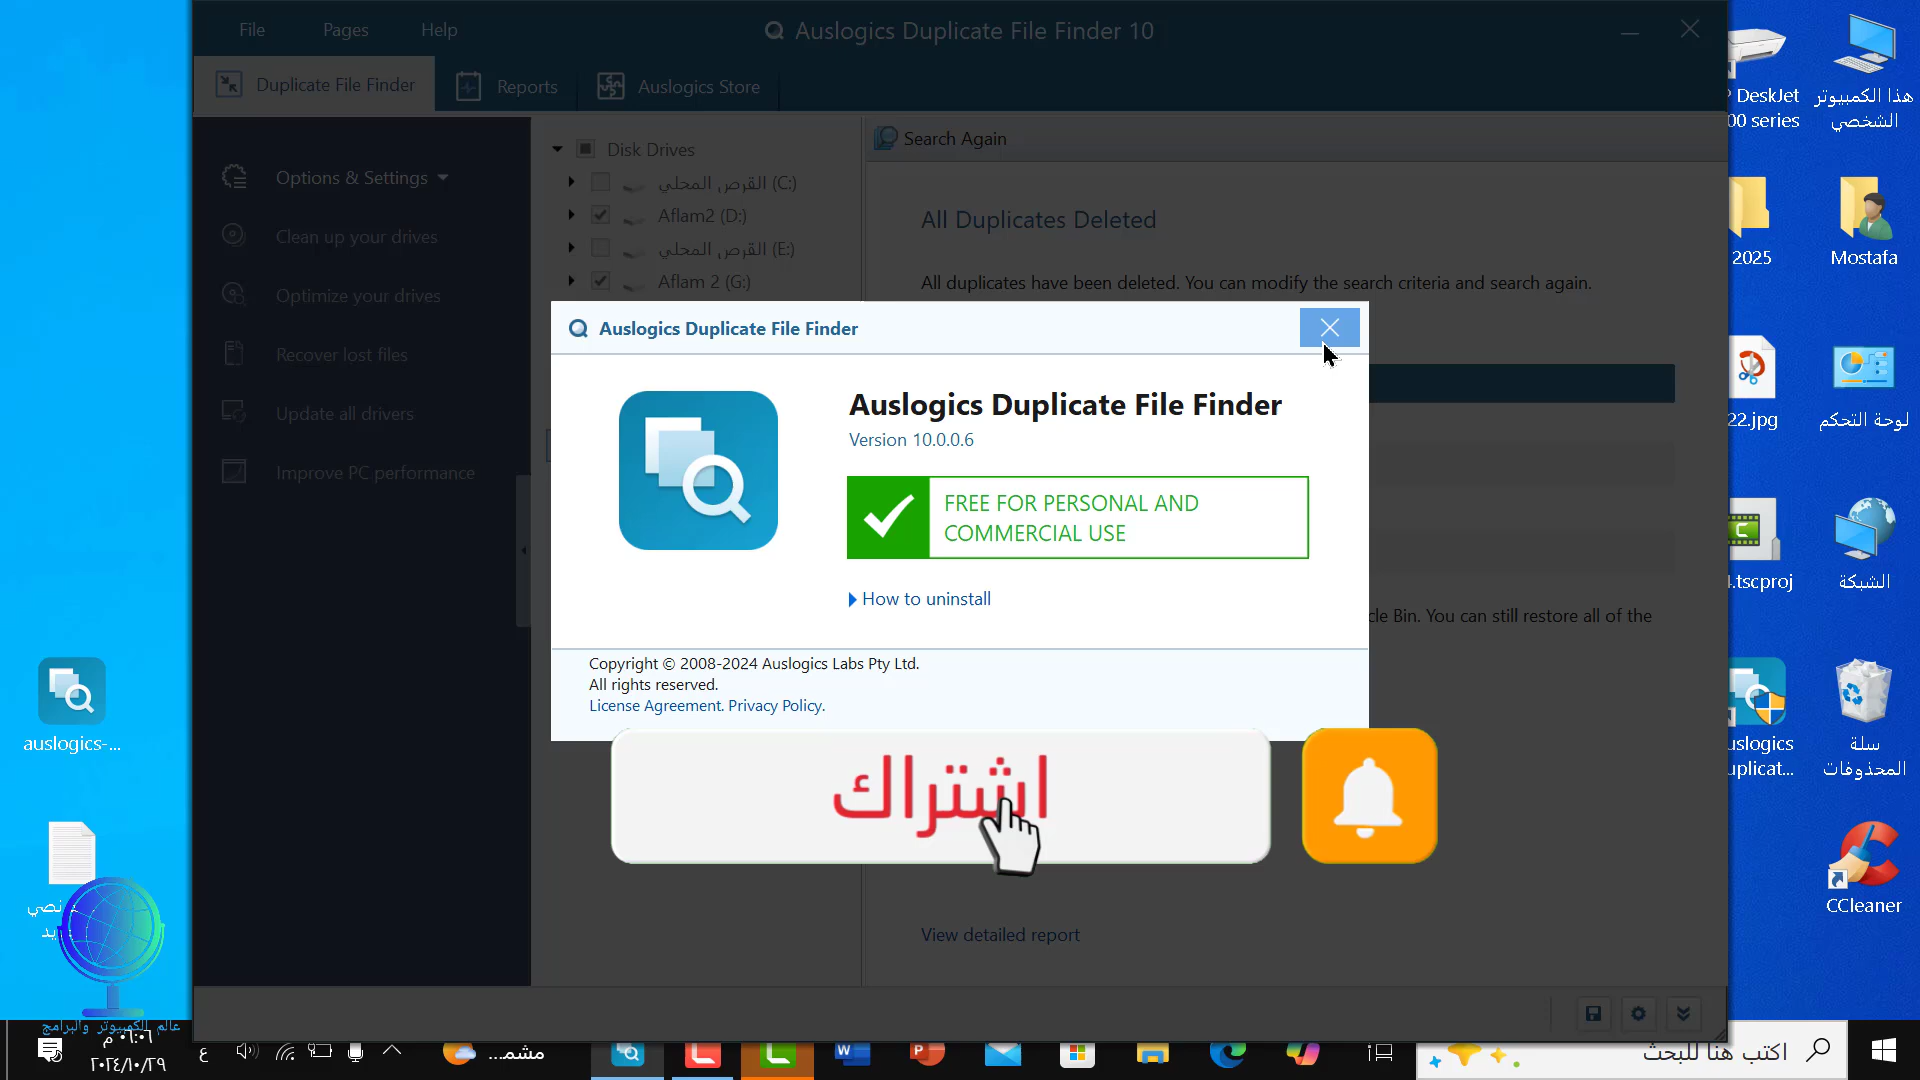 File
Pages
Help
Auslogics Duplicate File Finder 10
Duplicate File Finder
Reports
Auslogics Store
Options & Settings
Clean up your drives
Optimize your drives
Recover lost files
Update all drivers
Improve PC performance
Disk Drives
القرص المحلي (C:)
Aflam2 (D:)
القرص المحلي (E:)
Aflam 2 (G:)
Search Again
All Duplicates Deleted
All duplicates have been deleted. You can modify the search criteria and search again.
Auslogics Duplicate File Finder
Auslogics Duplicate File Finder
Version 10.0.0.6
FREE FOR PERSONAL AND
COMMERCIAL USE
How to uninstall
Copyright © 2008-2024 Auslogics Labs Pty Ltd.
All rights reserved.
License Agreement. Privacy Policy.
cle Bin. You can still restore all of the
اشتراك
View detailed report
DeskJet
00 series
هذا الكمبيوتر
الشخصي
2025
Mostafa
22.jpg
لوحة التحكم
.tscproj
الشبكة
uslogics
uplicat...
سلة
المحذوفات
CCleaner
auslogics-...
نصي
عالم الكمبيوتر والبرامج
٠٦:٠٦ م
٢٠٢٤/١٠/٢٩
ع
مشم...
اكتب هنا للبحث